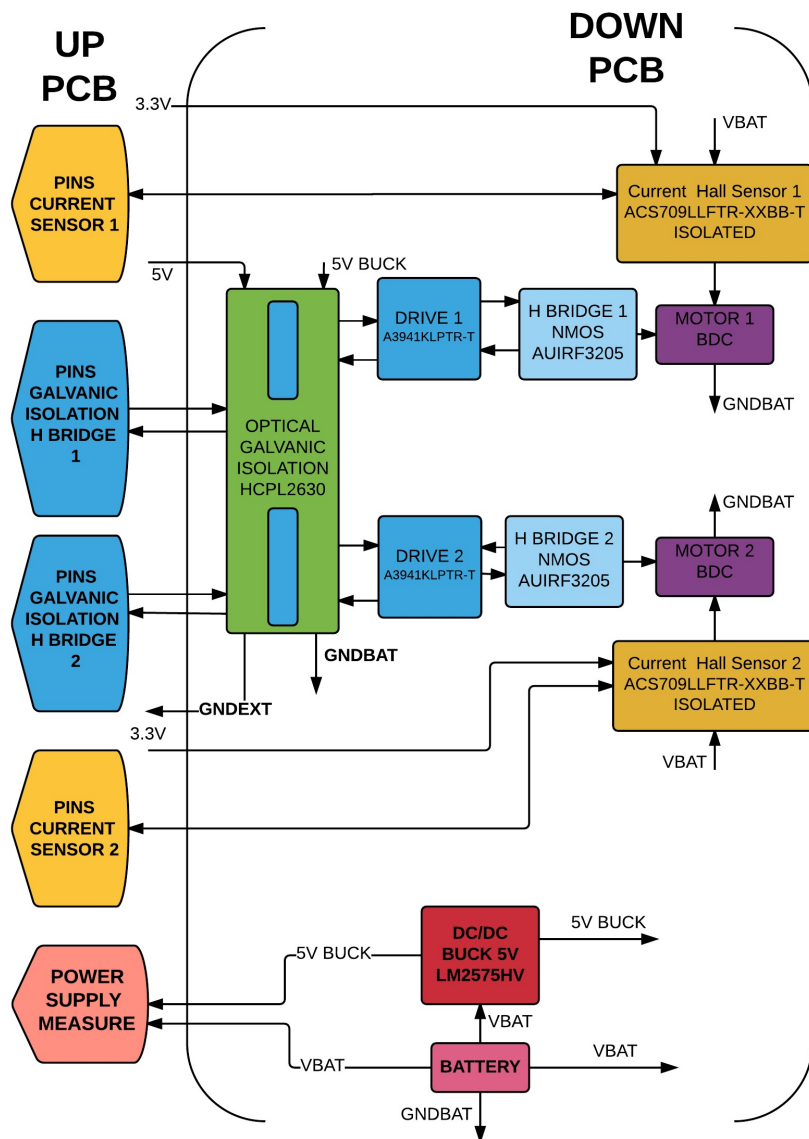 UP
PCB
DOWN
PCB
3.3V
VBAT
PINS
CURRENT
SENSOR 1
Current Hall Sensor 1
ACS709LLFTR-XXBB-T
ISOLATED
5V
5V BUCK
DRIVE 1
A3941KLPTR-T
H BRIDGE 1
NMOS
AUIRF3205
MOTOR 1
BDC
GNDBAT
PINS
GALVANIC
ISOLATION
H BRIDGE
1
OPTICAL
GALVANIC
ISOLATION
HCPL2630
GNDBAT
DRIVE 2
A3941KLPTR-T
H BRIDGE 2
NMOS
AUIRF3205
MOTOR 2
BDC
PINS
GALVANIC
ISOLATION
H BRIDGE
2
GNDBAT
GNDEXT
Current Hall Sensor 2
ACS709LLFTR-XXBB-T
ISOLATED
3.3V
VBAT
PINS
CURRENT
SENSOR 2
DC/DC
BUCK 5V
LM2575HV
5V BUCK
5V BUCK
POWER
SUPPLY
MEASURE
VBAT
BATTERY
VBAT
VBAT
GNDBAT